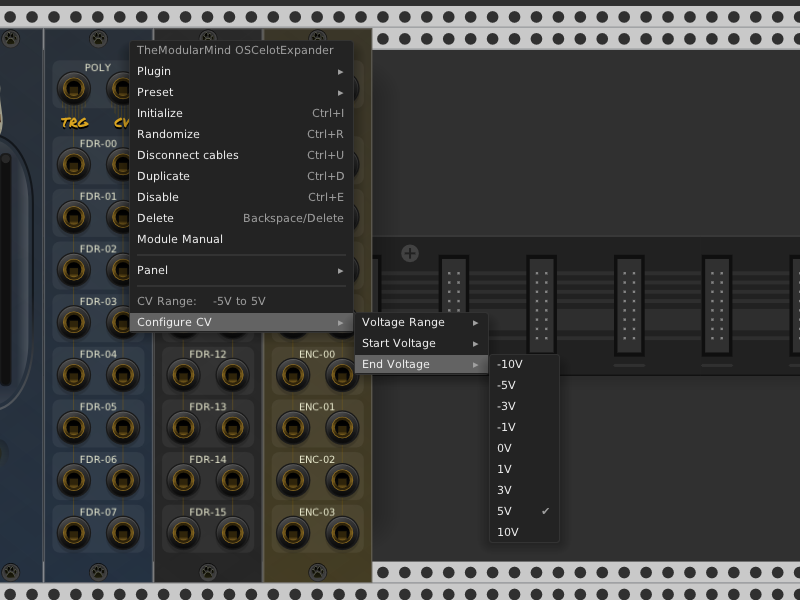 TheModularMind OSCelotExpander
Plugin
Preset
Initialize Ctrl+I
Randomize Ctrl+R
Disconnect cables Ctrl+U
Duplicate Ctrl+D
Disable Ctrl+E
Delete Backspace/Delete
Module Manual
Panel
CV Range: -5V to 5V
Configure CV
Voltage Range
Start Voltage
End Voltage
-10V
-5V
-3V
-1V
0V
1V
3V
5V ✔
10V
POLY
TRG CV
FDR-00
FDR-01
FDR-02
FDR-03
FDR-04
FDR-05
FDR-06
FDR-07
FDR-12
FDR-13
FDR-14
FDR-15
ENC-00
ENC-01
ENC-02
ENC-03